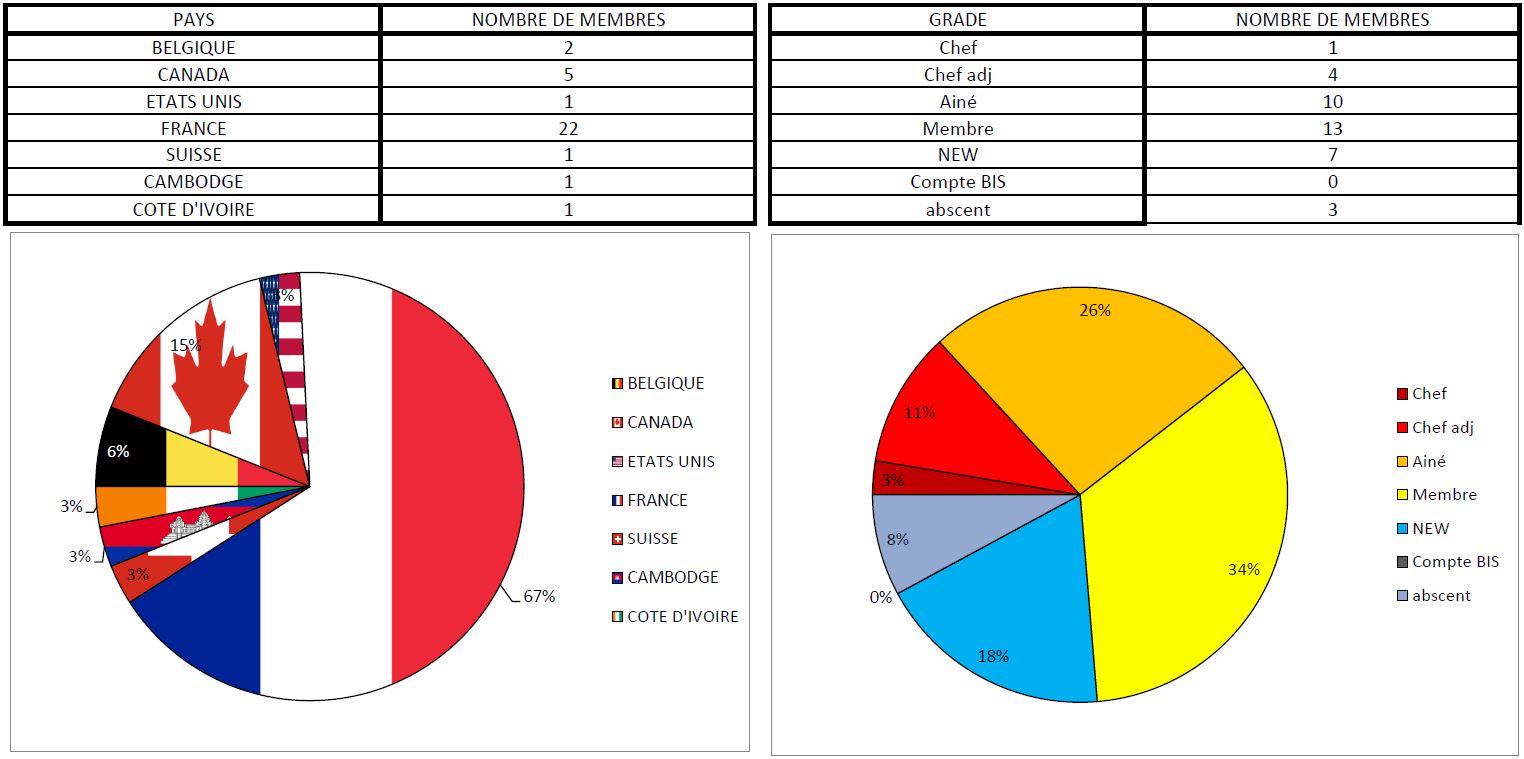 PAYS NOMBRE DE MEMBRES
BELGIQUE 2
CANADA 5
ETATS UNIS 1
FRANCE 22
SUISSE 1
CAMBODGE 1
COTE D'IVOIRE 1
GRADE NOMBRE DE MEMBRES
Chef 1
Chef adj 4
Ainé 10
Membre 13
NEW 7
Compte BIS 0
abscent 3
3%
15%
6%
3%
3%
3%
67%
BELGIQUE
CANADA
ETATS UNIS
FRANCE
SUISSE
CAMBODGE
COTE D'IVOIRE
26%
11%
3%
8%
0%
18%
34%
Chef
Chef adj
Ainé
Membre
NEW
Compte BIS
abscent